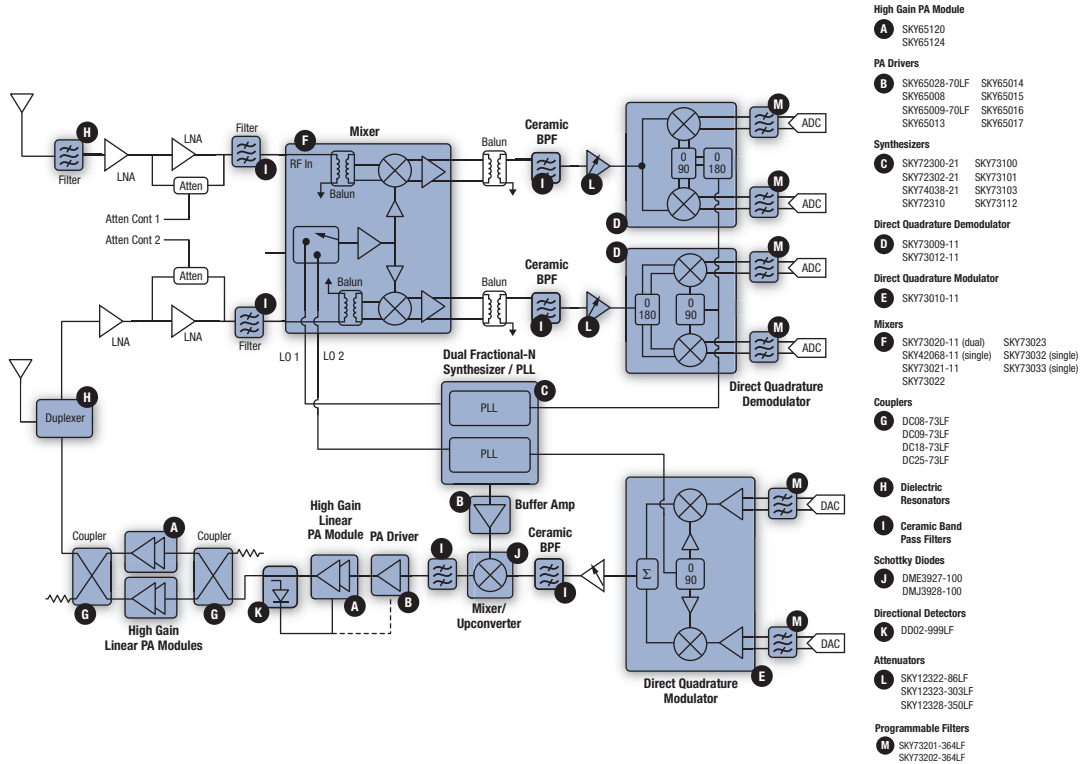 H
Filter
LNA
LNA
Atten
Atten Cont 1
Filter
I
F
Mixer
RF In
Balun
Balun
Ceramic
BPF
I
L
D
0
90
0
180
M
ADC
M
ADC
Atten Cont 2
Atten
LNA
LNA
I
Filter
Balun
LO 1
LO 2
Balun
Ceramic
BPF
I
L
D
0
180
0
90
M
ADC
M
ADC
Direct Quadrature
Demodulator
Dual Fractional-N
Synthesizer / PLL
C
PLL
PLL
H
Duplexer
B
Buffer Amp
Coupler
A
Coupler
G
G
High Gain
Linear PA Modules
High Gain
Linear
PA Module
PA Driver
K
A
B
I
J
Mixer/
Upconverter
Ceramic
BPF
I
Σ
0
90
M
DAC
M
DAC
E
Direct Quadrature
Modulator
High Gain PA Module
A
SKY65120
SKY65124
PA Drivers
B
SKY65028-70LF SKY65014
SKY65008 SKY65015
SKY65009-70LF SKY65016
SKY65013 SKY65017
Synthesizers
C
SKY72300-21 SKY73100
SKY72302-21 SKY73101
SKY74038-21 SKY73103
SKY72310 SKY73112
Direct Quadrature Demodulator
D
SKY73009-11
SKY73012-11
Direct Quadrature Modulator
E
SKY73010-11
Mixers
F
SKY73020-11 (dual) SKY73023
SKY42068-11 (single) SKY73032 (single)
SKY73021-11 SKY73033 (single)
SKY73022
Couplers
G
DC08-73LF
DC09-73LF
DC18-73LF
DC25-73LF
H
Dielectric
Resonators
I
Ceramic Band
Pass Filters
Schottky Diodes
J
DME3927-100
DMJ3928-100
Directional Detectors
K
DD02-999LF
Attenuators
L
SKY12322-86LF
SKY12323-303LF
SKY12328-350LF
Programmable Filters
M
SKY73201-364LF
SKY73202-364LF